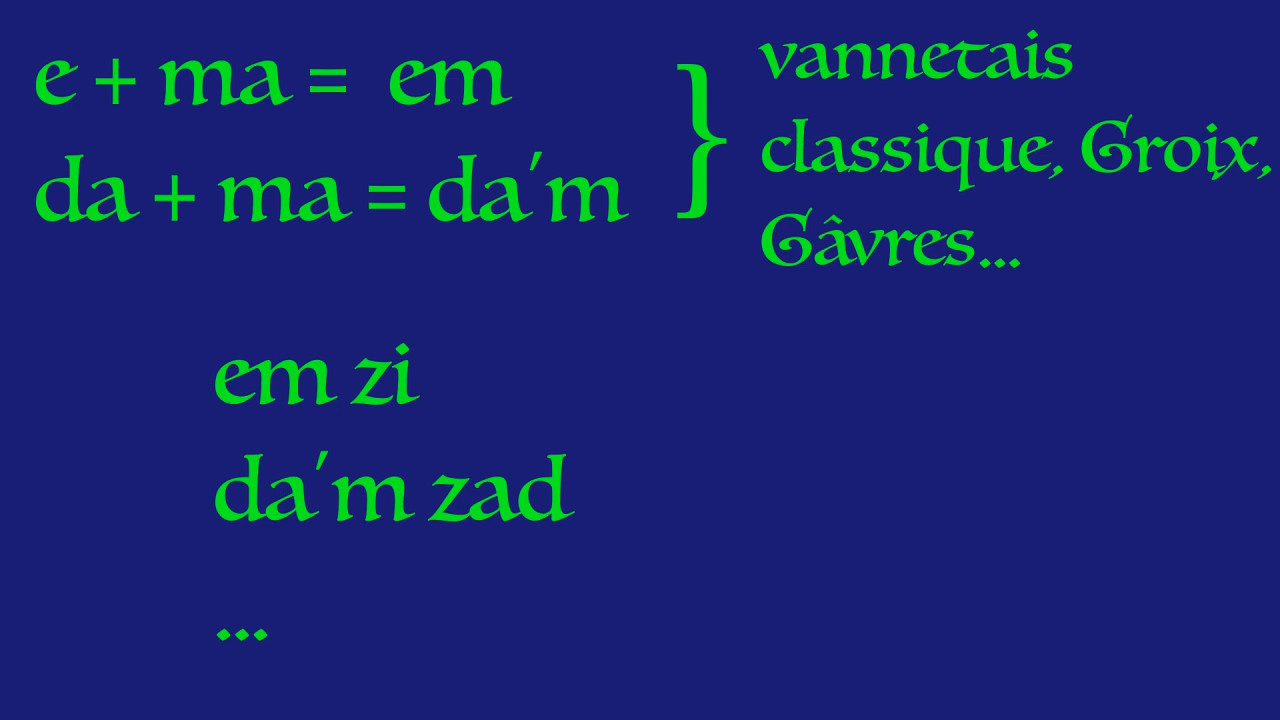 e + ma = em
da + ma = da'm
}
vannetais
classique, Groix,
Gâvres...
em zi
da'm zad
...